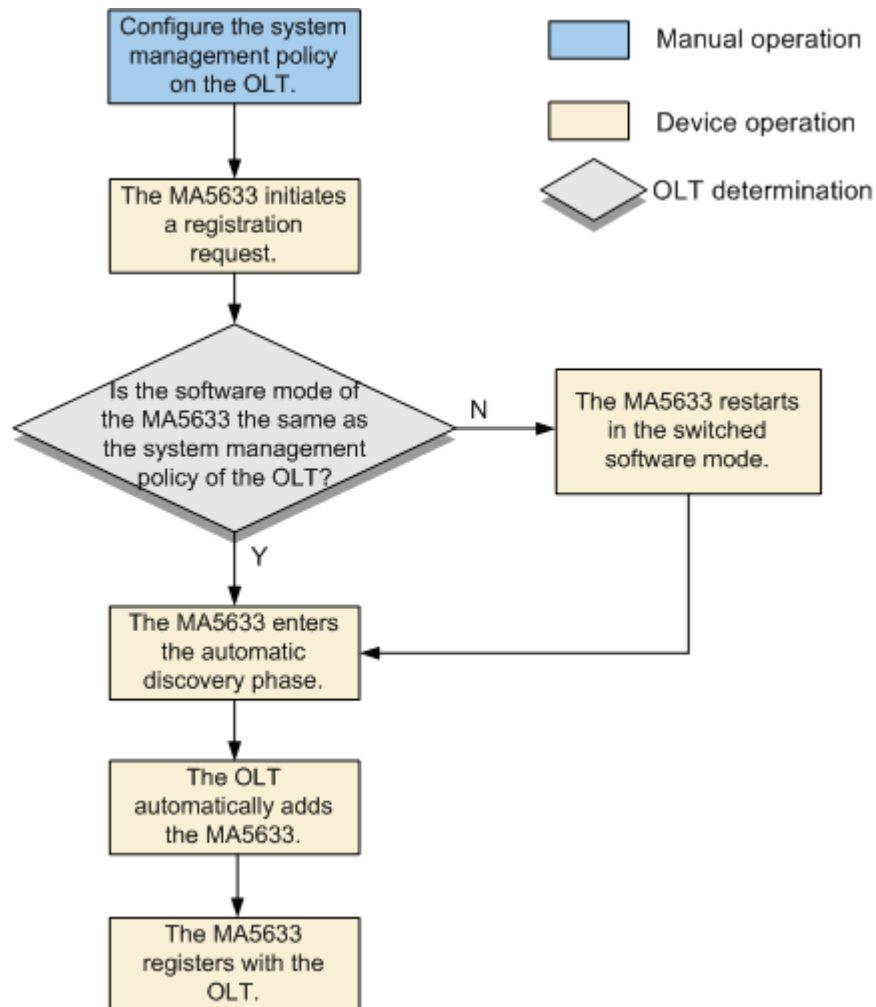 Configure the system
management policy
on the OLT.
Manual operation
Device operation
OLT determination
The MA5633 initiates
a registration
request.
Is the software mode of
the MA5633 the same as
the system management
policy of the OLT?
N
The MA5633 restarts
in the switched
software mode.
Y
The MA5633 enters
the automatic
discovery phase.
The OLT
automatically adds
the MA5633.
The MA5633
registers with the
OLT.